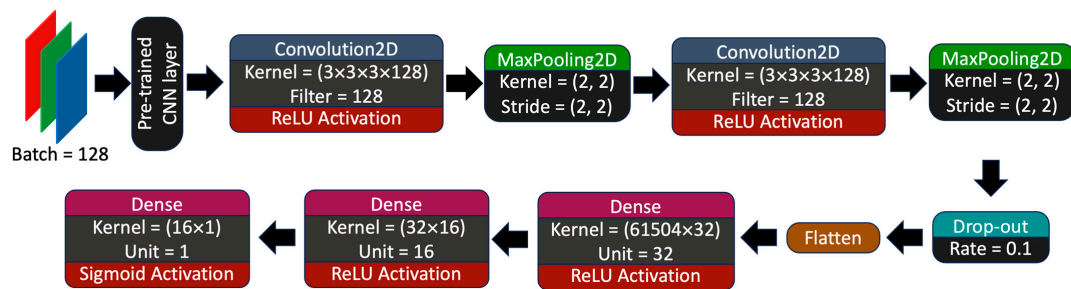 Batch = 128
Pre-trained
CNN layer
Convolution2D
Kernel = (3×3×3×128)
Filter = 128
ReLU Activation
MaxPooling2D
Kernel = (2, 2)
Stride = (2, 2)
Convolution2D
Kernel = (3×3×3×128)
Filter = 128
ReLU Activation
MaxPooling2D
Kernel = (2, 2)
Stride = (2, 2)
Drop-out
Rate = 0.1
Flatten
Dense
Kernel = (61504×32)
Unit = 32
ReLU Activation
Dense
Kernel = (32×16)
Unit = 16
ReLU Activation
Dense
Kernel = (16×1)
Unit = 1
Sigmoid Activation